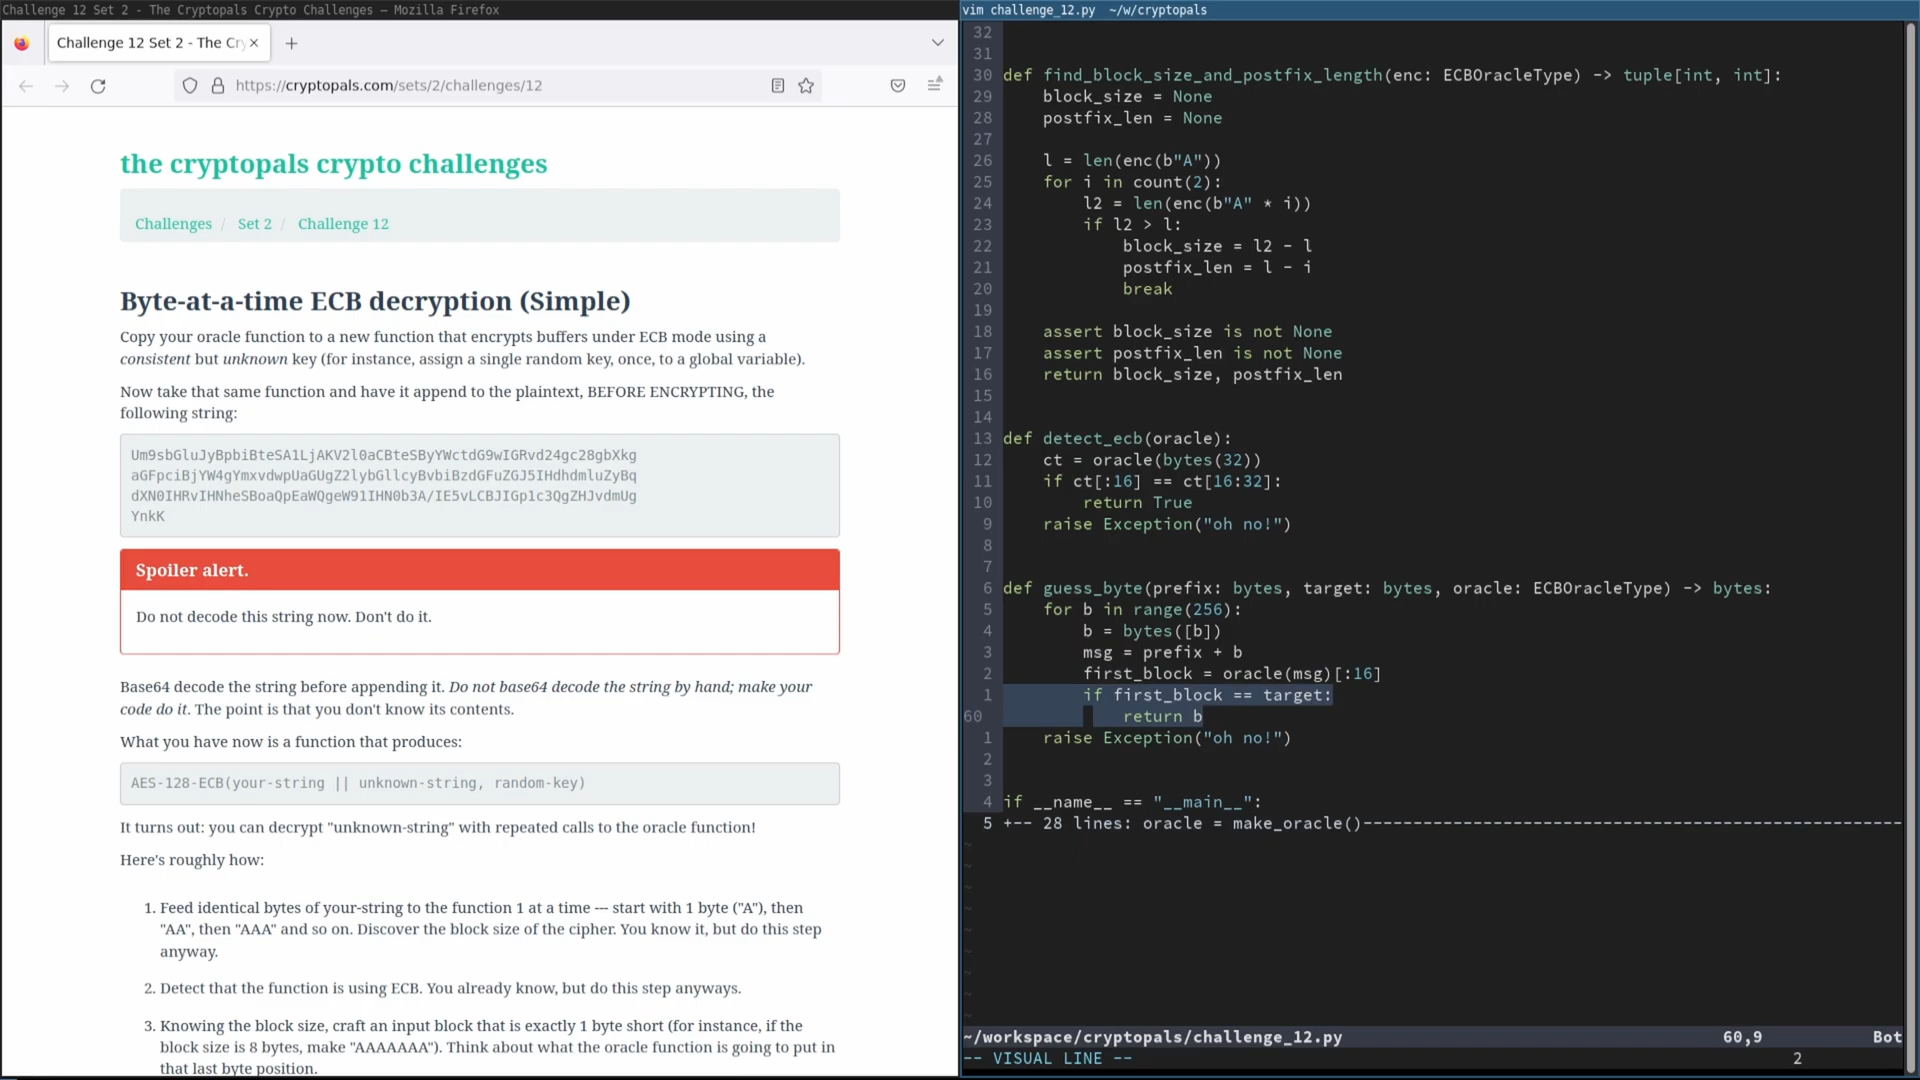 Challenge 12 Set 2 - The Cryptopals Crypto Challenges — Mozilla Firefox
Challenge 12 Set 2 - The Cr
https://cryptopals.com/sets/2/challenges/12
the cryptopals crypto challenges
Challenges / Set 2 / Challenge 12
Byte-at-a-time ECB decryption (Simple)
Copy your oracle function to a new function that encrypts buffers under ECB mode using a
consistent but unknown key (for instance, assign a single random key, once, to a global variable).
Now take that same function and have it append to the plaintext, BEFORE ENCRYPTING, the
following string:
Um9sbGluJyBpbiBteSA1LjAKV2l0aCBteSByYWctdG9wIGRvd24gc28gbXkg
aGFpciBjYW4gYmxvdwpUaGUgZ2lybGllcyBvbiBzdGFuZGJ5IHdhdmluZyBq
dXN0IHRvIHNheSBoaQpEaWQgeW91IHN0b3A/IE5vLCBJIGp1c3QgZHJvdmUg
YnkK
Spoiler alert.
Do not decode this string now. Don't do it.
Base64 decode the string before appending it. Do not base64 decode the string by hand; make your
code do it. The point is that you don't know its contents.
What you have now is a function that produces:
AES-128-ECB(your-string || unknown-string, random-key)
It turns out: you can decrypt "unknown-string" with repeated calls to the oracle function!
Here's roughly how:
1. Feed identical bytes of your-string to the function 1 at a time --- start with 1 byte ("A"), then
"AA", then "AAA" and so on. Discover the block size of the cipher. You know it, but do this step
anyway.
2. Detect that the function is using ECB. You already know, but do this step anyways.
3. Knowing the block size, craft an input block that is exactly 1 byte short (for instance, if the
block size is 8 bytes, make "AAAAAAA"). Think about what the oracle function is going to put in
that last byte position.
vim challenge_12.py ~/w/cryptopals
32
31
30 def find_block_size_and_postfix_length(enc: ECBOracleType) -> tuple[int, int]:
29     block_size = None
28     postfix_len = None
27
26     l = len(enc(b"A"))
25     for i in count(2):
24         l2 = len(enc(b"A" * i))
23         if l2 > l:
22             block_size = l2 - l
21             postfix_len = l - i
20             break
19
18     assert block_size is not None
17     assert postfix_len is not None
16     return block_size, postfix_len
15
14
13 def detect_ecb(oracle):
12     ct = oracle(bytes(32))
11     if ct[:16] == ct[16:32]:
10         return True
9     raise Exception("oh no!")
8
7
6 def guess_byte(prefix: bytes, target: bytes, oracle: ECBOracleType) -> bytes:
5     for b in range(256):
4         b = bytes([b])
3         msg = prefix + b
2         first_block = oracle(msg)[:16]
1         if first_block == target:
60             return b
1     raise Exception("oh no!")
2
3
4 if __name__ == "__main__":
5 +-- 28 lines: oracle = make_oracle()------------------------------------------------------
~
~
~
~
~
~
~
~
~
~/workspace/cryptopals/challenge_12.py 60,9 Bot
-- VISUAL LINE -- 2